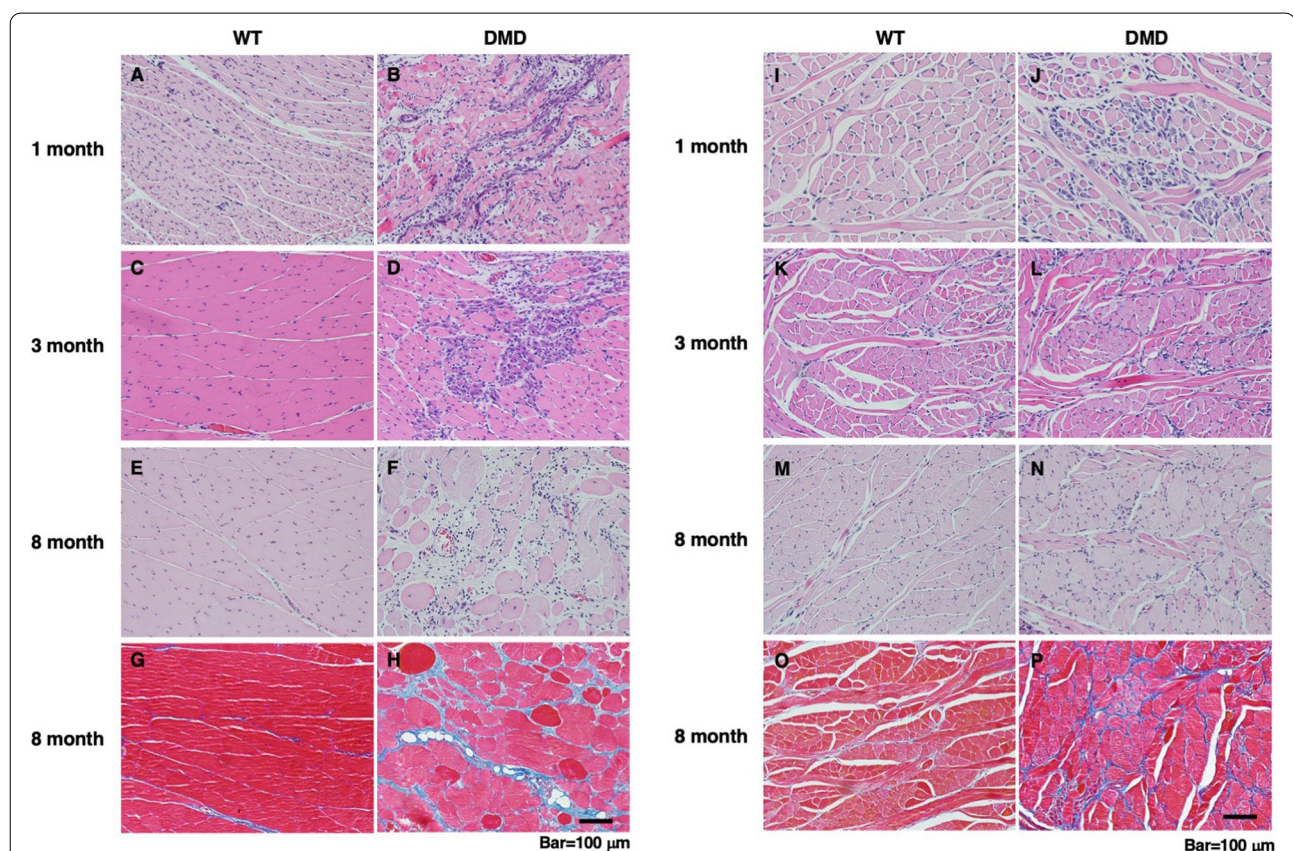 WT DMD WT DMD
A B I J
1 month 1 month
C D K L
3 month 3 month
E F M N
8 month 8 month
G H O P
8 month 8 month
Bar=100 µm Bar=100 µm